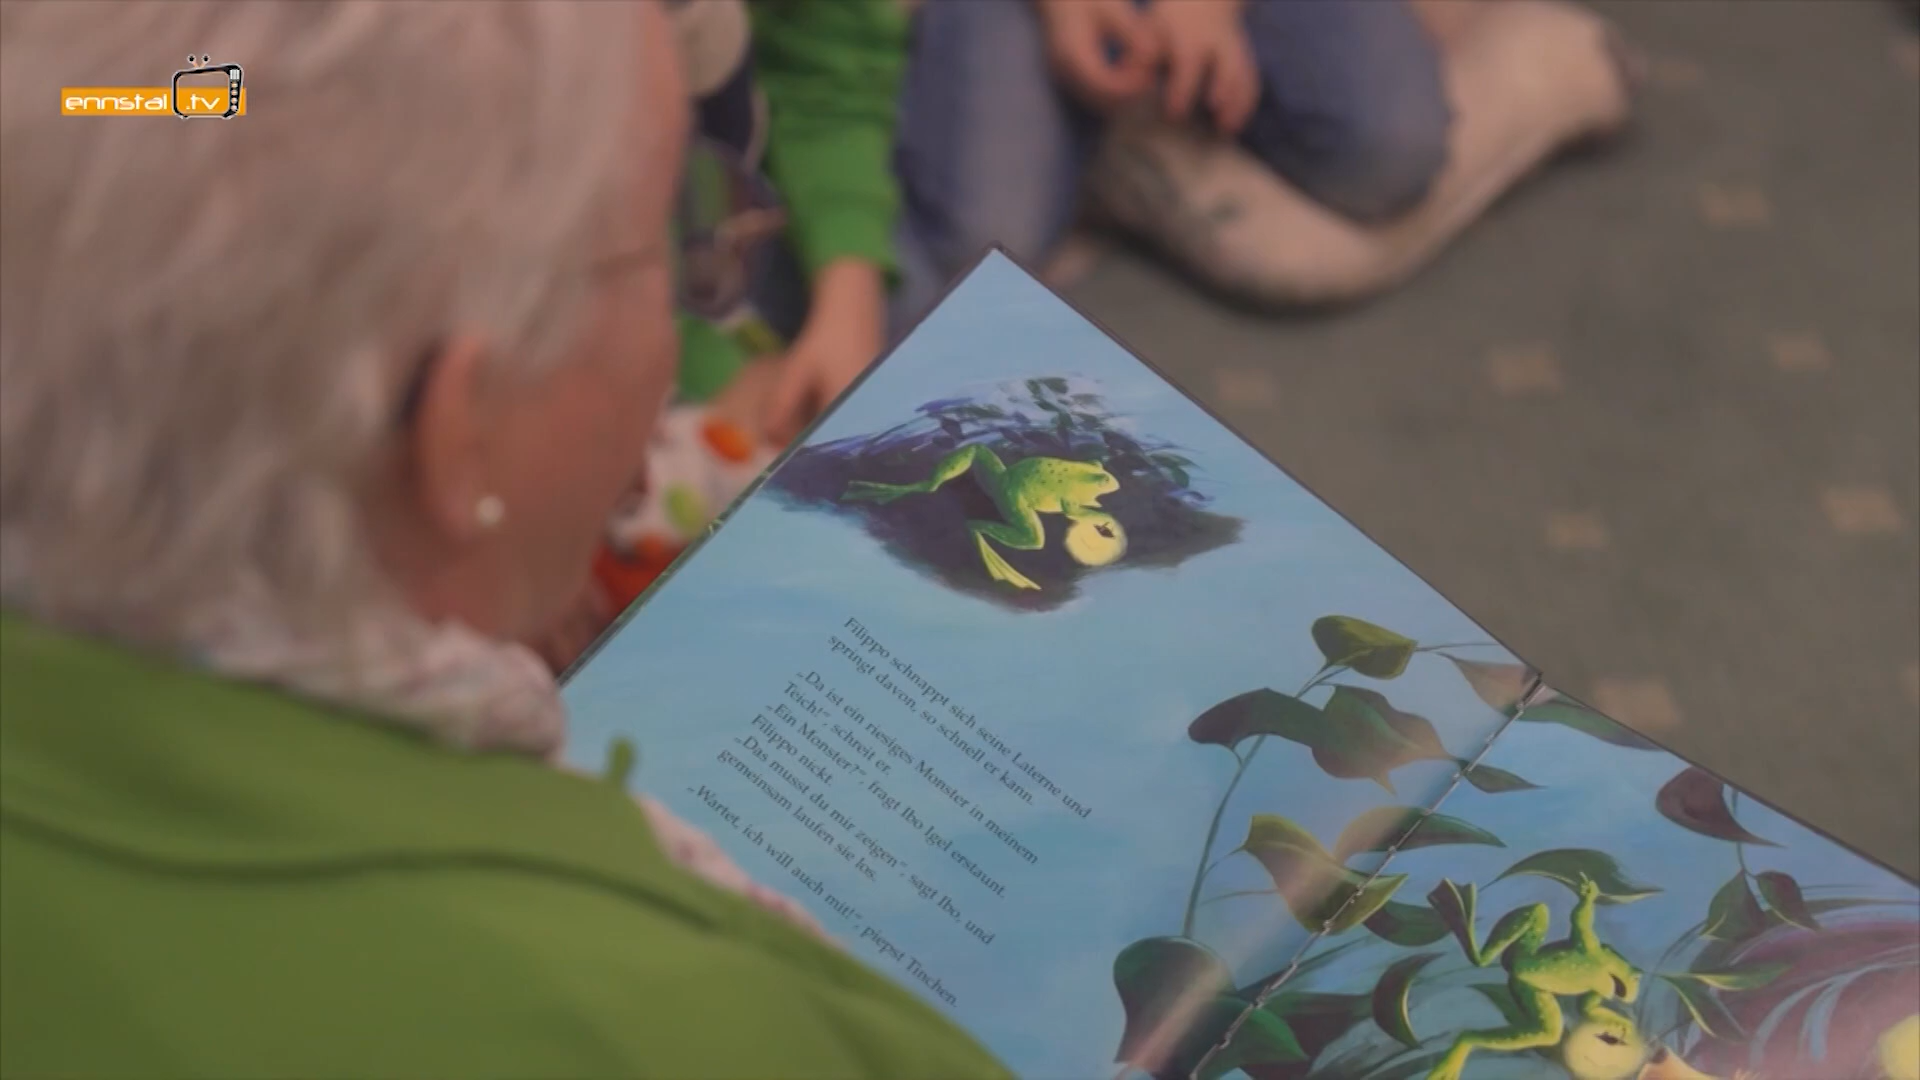 ennstal .tv
Filippo schnappt sich seine Laterne und
springt davon, so schnell er kann.
„Da ist ein riesiges Monster in meinem
Teich!“, schreit er.
„Ein Monster?“, fragt Ibo Igel erstaunt.
Filippo nickt.
„Das musst du mir zeigen“, sagt Ibo, und
gemeinsam laufen sie los.
„Wartet, ich will auch mit!“, piepst Tinchen.